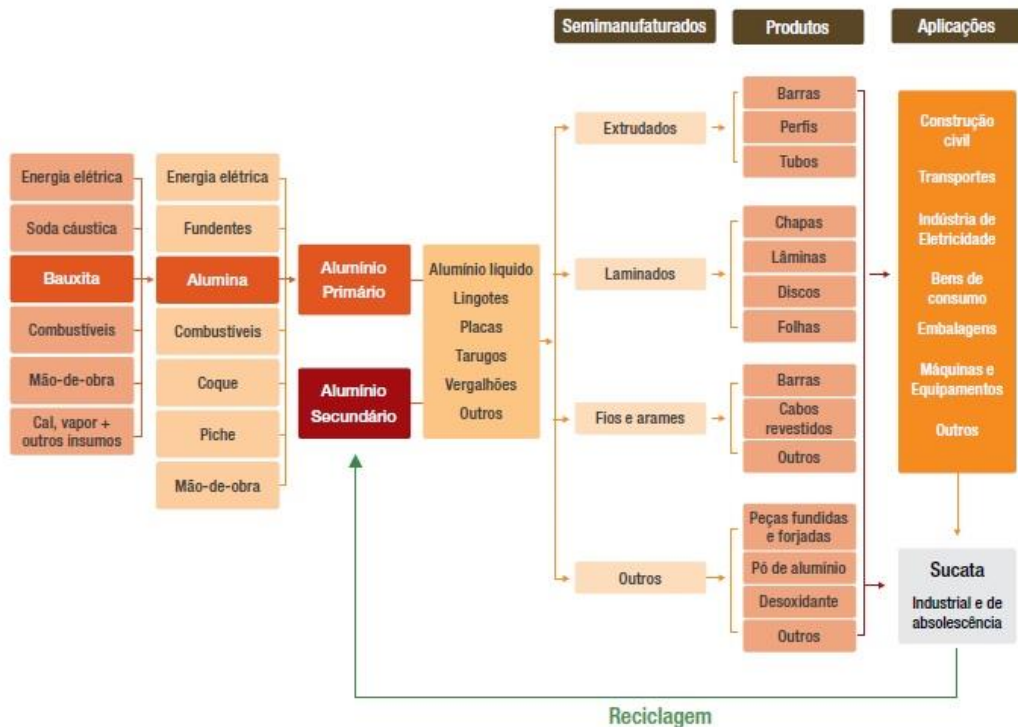 Semimanufaturados
Produtos
Aplicações
Energia elétrica
Soda cáustica
Bauxita
Combustíveis
Mão-de-obra
Cal, vapor +
outros insumos
Energia elétrica
Fundentes
Alumina
Combustíveis
Coque
Piche
Mão-de-obra
Alumínio
Primário
Alumínio
Secundário
Alumínio líquido
Lingotes
Placas
Tarugos
Vergalhões
Outros
Extrudados
Barras
Perfis
Tubos
Laminados
Chapas
Lâminas
Discos
Folhas
Fios e arames
Barras
Cabos
revestidos
Outros
Outros
Peças fundidas
e forjadas
Pó de alumínio
Desoxidante
Outros
Construção
civil
Transportes
Indústria de
Eletricidade
Bens de
consumo
Embalagens
Máquinas e
Equipamentos
Outros
Sucata
Industrial e de
absolescência
Reciclagem